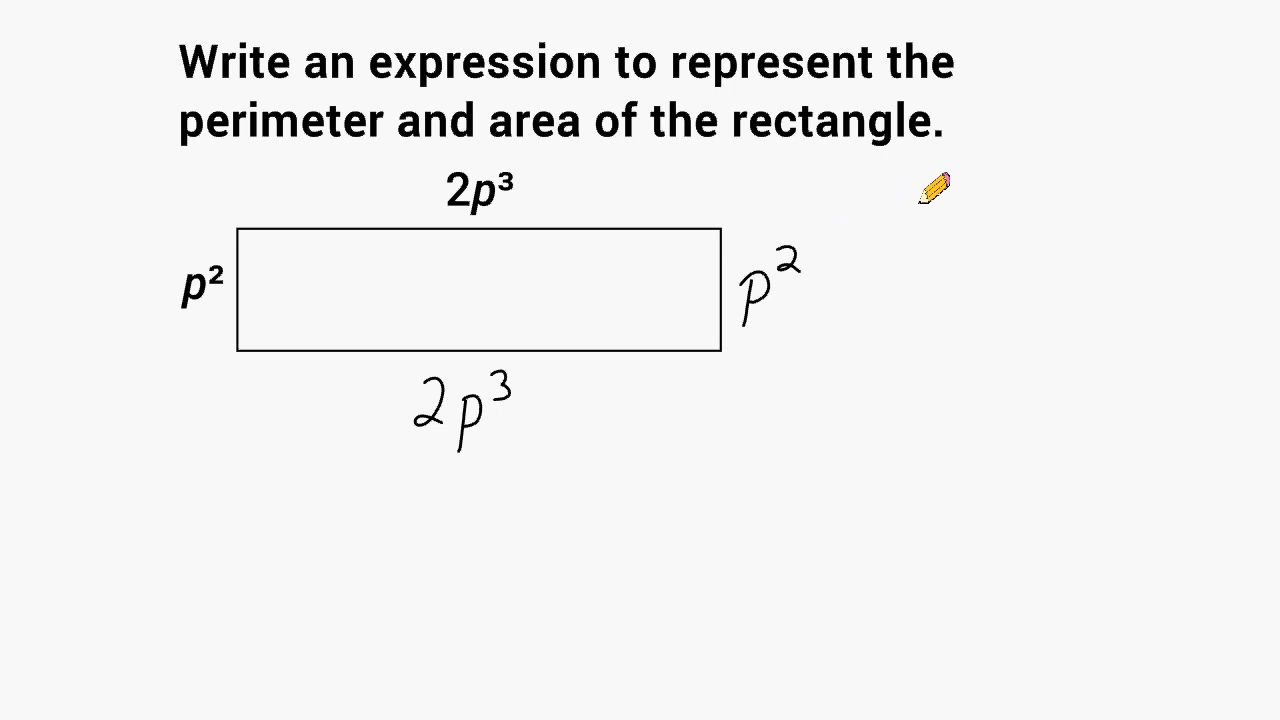 Write an expression to represent the
perimeter and area of the rectangle.
2p³
p²
p²
2p³